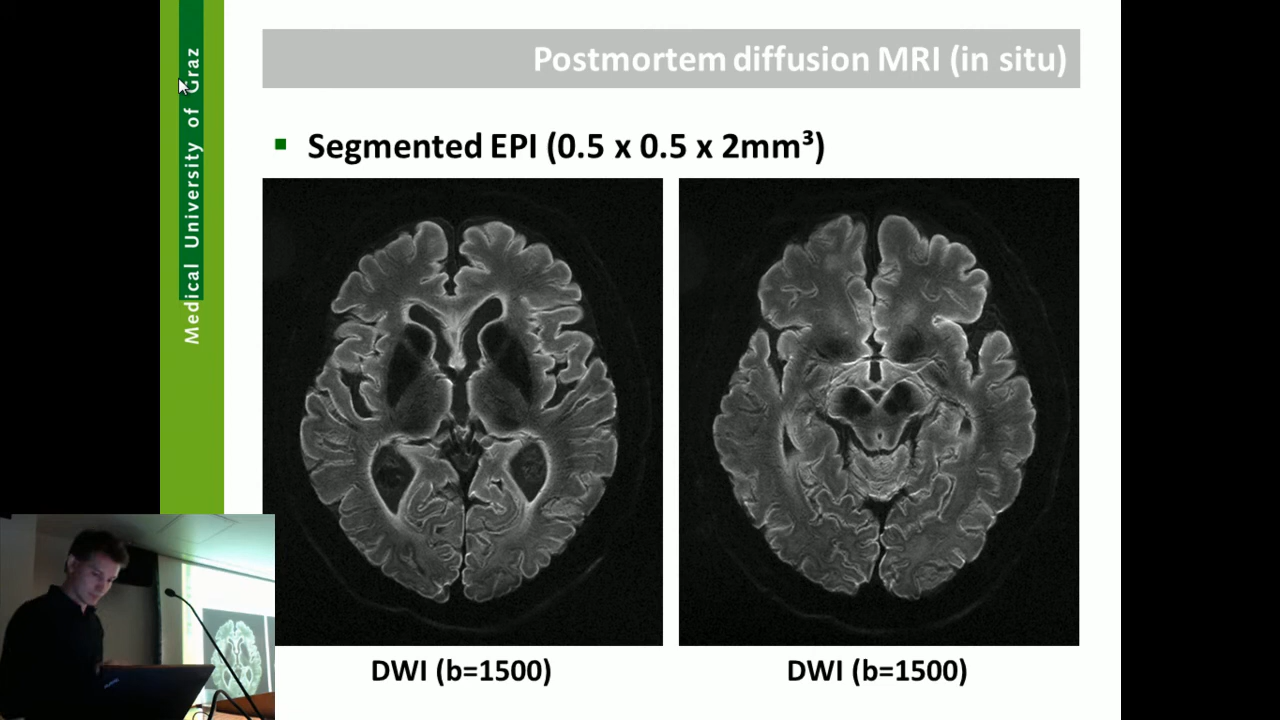 Medical University of Graz
Postmortem diffusion MRI (in situ)
▪ Segmented EPI (0.5 x 0.5 x 2mm³)
DWI (b=1500)
DWI (b=1500)